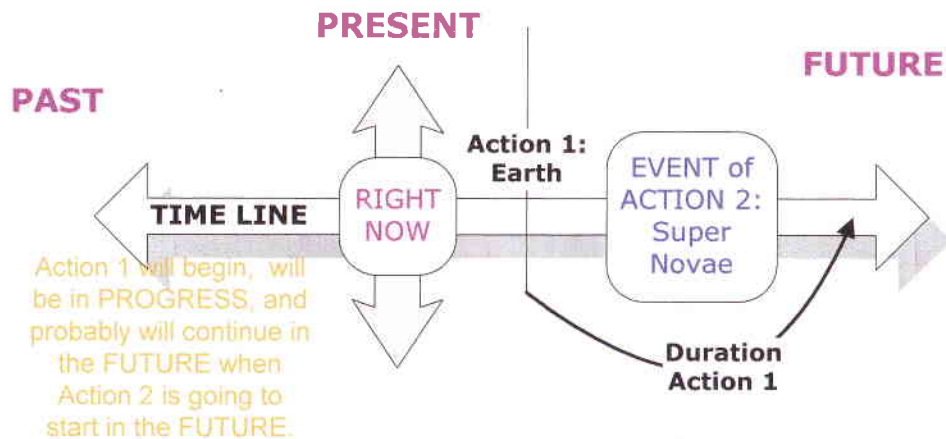 PRESENT
FUTURE
PAST
Action 1:
Earth
EVENT of
ACTION 2:
Super
Novae
RIGHT
NOW
TIME LINE
Action 1 will begin, will
be in PROGRESS, and
probably will continue in
the FUTURE when
Action 2 is going to
start in the FUTURE.
Duration
Action 1